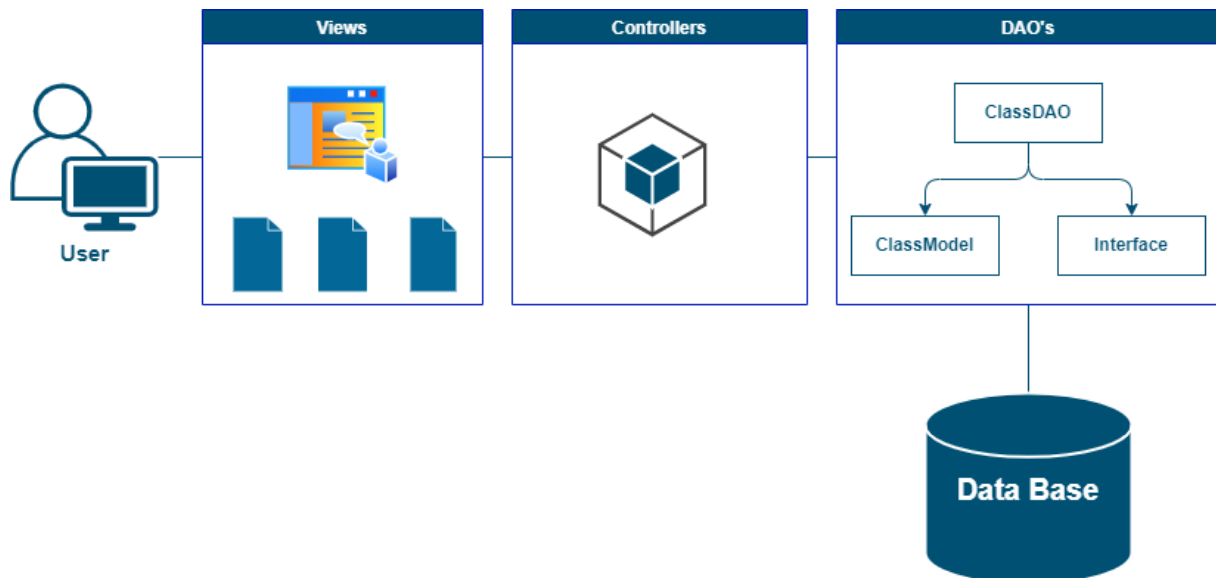 Views
Controllers
DAO's
ClassDAO
ClassModel
Interface
User
Data Base